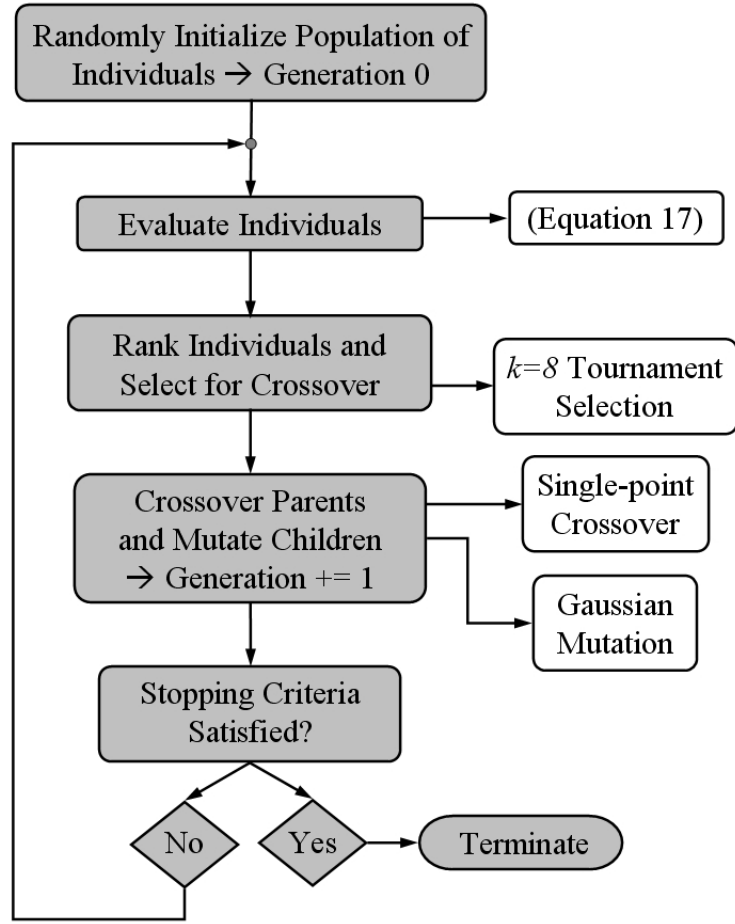 Randomly Initialize Population of
Individuals → Generation 0
Evaluate Individuals
(Equation 17)
Rank Individuals and
Select for Crossover
k=8 Tournament
Selection
Crossover Parents
and Mutate Children
→ Generation += 1
Single-point
Crossover
Gaussian
Mutation
Stopping Criteria
Satisfied?
No
Yes
Terminate